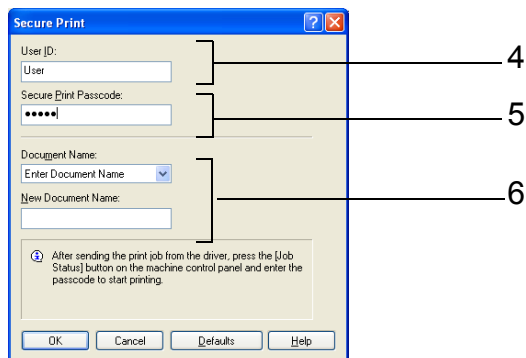 Secure Print
User ID:
User
4
Secure Print Passcode:
•••••
5
Document Name:
Enter Document Name
New Document Name:
6
After sending the print job from the driver, press the [Job
Status] button on the machine control panel and enter the
passcode to start printing.
OK Cancel Defaults Help